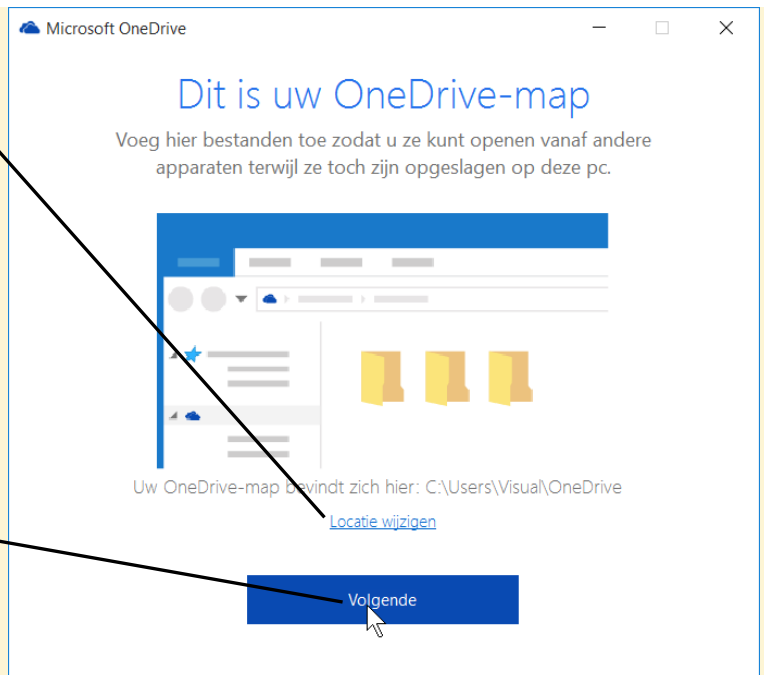 Microsoft OneDrive
Dit is uw OneDrive-map
Voeg hier bestanden toe zodat u ze kunt openen vanaf andere
apparaten terwijl ze toch zijn opgeslagen op deze pc.
Uw OneDrive-map bevindt zich hier: C:\Users\Visual\OneDrive
Locatie wijzigen
Volgende